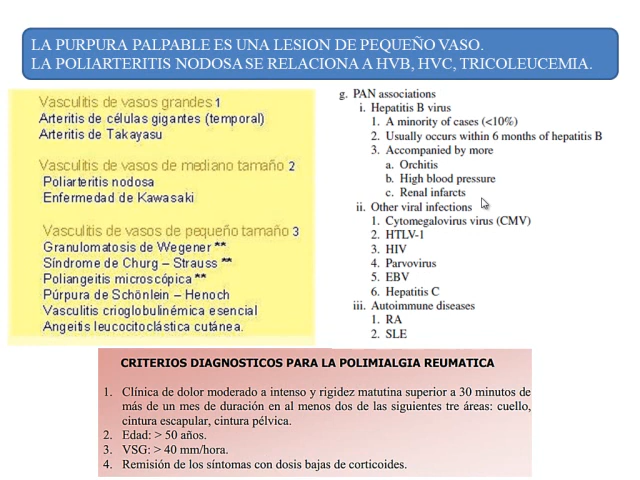 LA PURPURA PALPABLE ES UNA LESION DE PEQUEÑO VASO.
LA POLIARTERITIS NODOSA SE RELACIONA A HVB, HVC, TRICOLEUCEMIA.
Vasculitis de vasos grandes 1
Arteritis de células gigantes (temporal)
Arteritis de Takayasu
Vasculitis de vasos de mediano tamaño 2
Poliarteritis nodosa
Enfermedad de Kawasaki
Vasculitis de vasos de pequeño tamaño 3
Granulomatosis de Wegener **
Síndrome de Churg – Strauss **
Poliangeitis microscópica **
Púrpura de Schönlein – Henoch
Vasculitis crioglobulinémica esencial
Angeitis leucocitoclástica cutánea.
g. PAN associations
i. Hepatitis B virus
1. A minority of cases (<10%)
2. Usually occurs within 6 months of hepatitis B
3. Accompanied by more
a. Orchitis
b. High blood pressure
c. Renal infarcts
ii. Other viral infections
1. Cytomegalovirus virus (CMV)
2. HTLV-1
3. HIV
4. Parvovirus
5. EBV
6. Hepatitis C
iii. Autoimmune diseases
1. RA
2. SLE
CRITERIOS DIAGNOSTICOS PARA LA POLIMIALGIA REUMATICA
1. Clínica de dolor moderado a intenso y rigidez matutina superior a 30 minutos de
más de un mes de duración en al menos dos de las siguientes tres áreas: cuello,
cintura escapular, cintura pélvica.
2. Edad: > 50 años.
3. VSG: > 40 mm/hora.
4. Remisión de los síntomas con dosis bajas de corticoides.